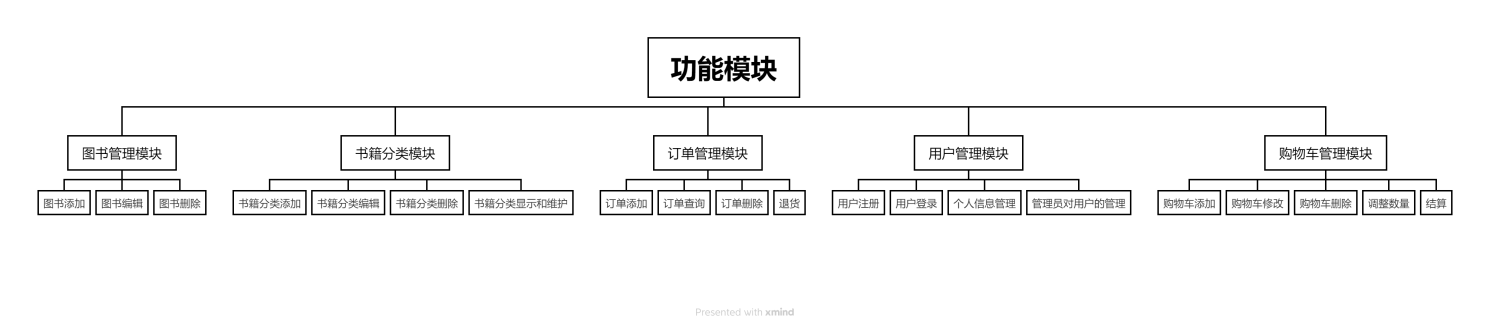 功能模块
图书管理模块
书籍分类模块
订单管理模块
用户管理模块
购物车管理模块
图书添加
图书编辑
图书删除
书籍分类添加
书籍分类编辑
书籍分类删除
书籍分类显示和维护
订单添加
订单查询
订单删除
退货
用户注册
用户登录
个人信息管理
管理员对用户的管理
购物车添加
购物车修改
购物车删除
调整数量
结算
Presented with xmind